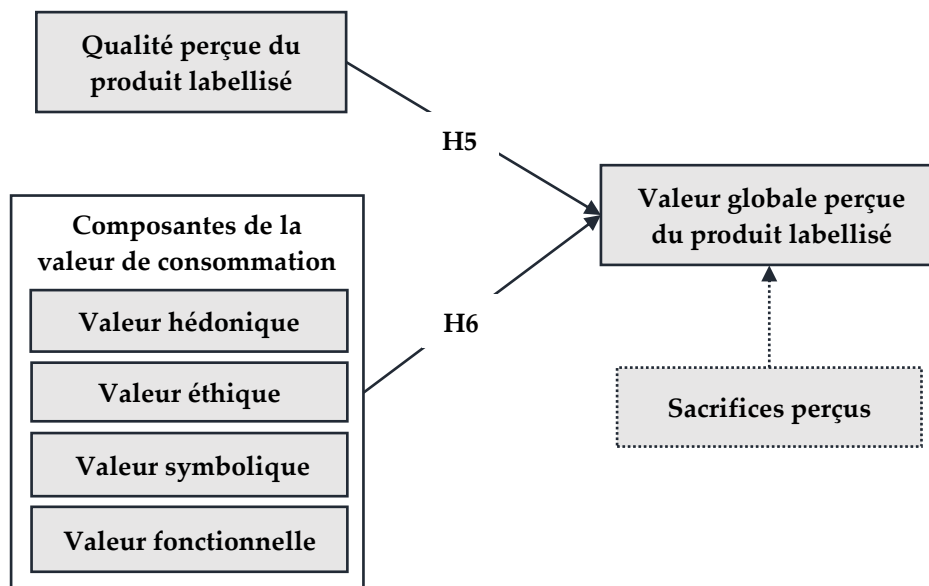 Qualité perçue du
produit labellisé
H5
Valeur globale perçue
du produit labellisé
Composantes de la
valeur de consommation
Valeur hédonique
Valeur éthique
Valeur symbolique
Valeur fonctionnelle
H6
Sacrifices perçus